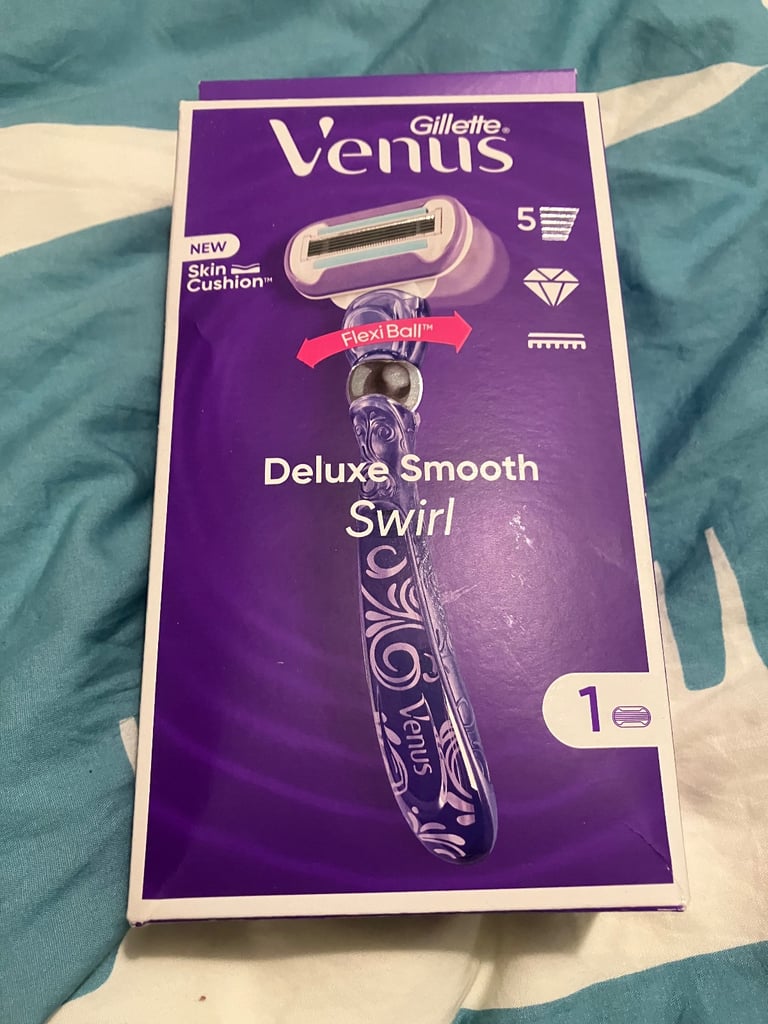 Gillette®
Venus
5
NEW
Skin
Cushion™
FlexiBall™
Deluxe Smooth
Swirl
Venus
1